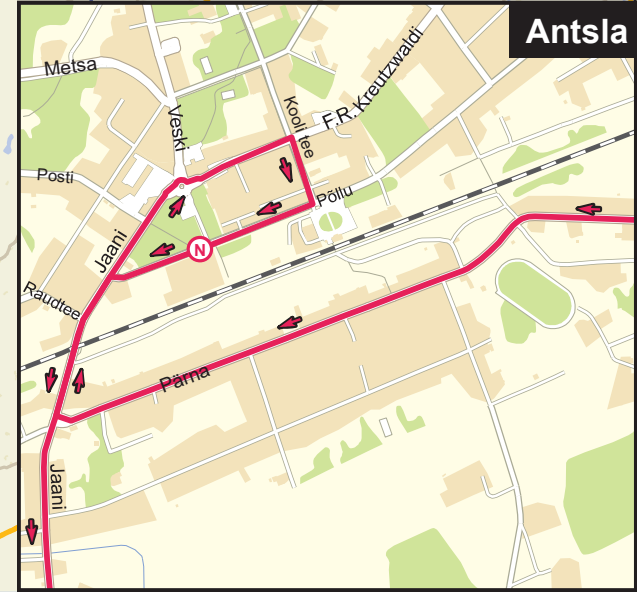 Antsla
Metsa
F.R.Kreutzwaldi
Kooli tee
Veski
Posti
Põllu
Jaani
N
Raudtee
Pärna
Jaani